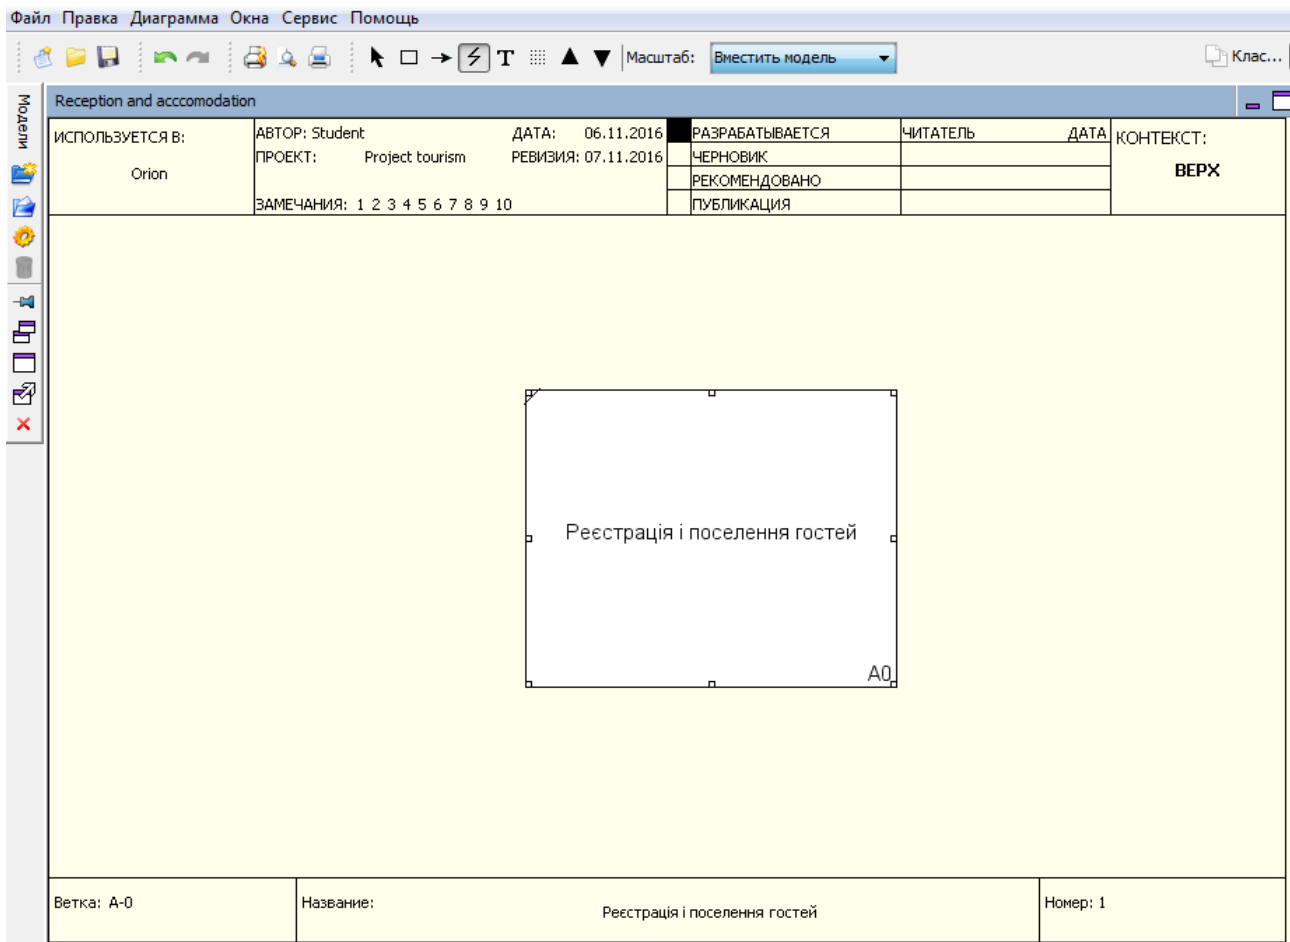 Файл Правка Диаграмма Окна Сервис Помощь
T Масштаб: Вместить модель Клас...
Модели
Reception and acccomodation
ИСПОЛЬЗУЕТСЯ В: АВТОР: Student ДАТА: 06.11.2016 РАЗРАБАТЫВАЕТСЯ ЧИТАТЕЛЬ ДАТА КОНТЕКСТ:
ПРОЕКТ: Project tourism РЕВИЗИЯ: 07.11.2016 ЧЕРНОВИК
Orion РЕКОМЕНДОВАНО ВЕРХ
ЗАМЕЧАНИЯ: 1 2 3 4 5 6 7 8 9 10 ПУБЛИКАЦИЯ
Реєстрація і поселення гостей
A0
Ветка: A-0 Название: Номер: 1
Реєстрація і поселення гостей